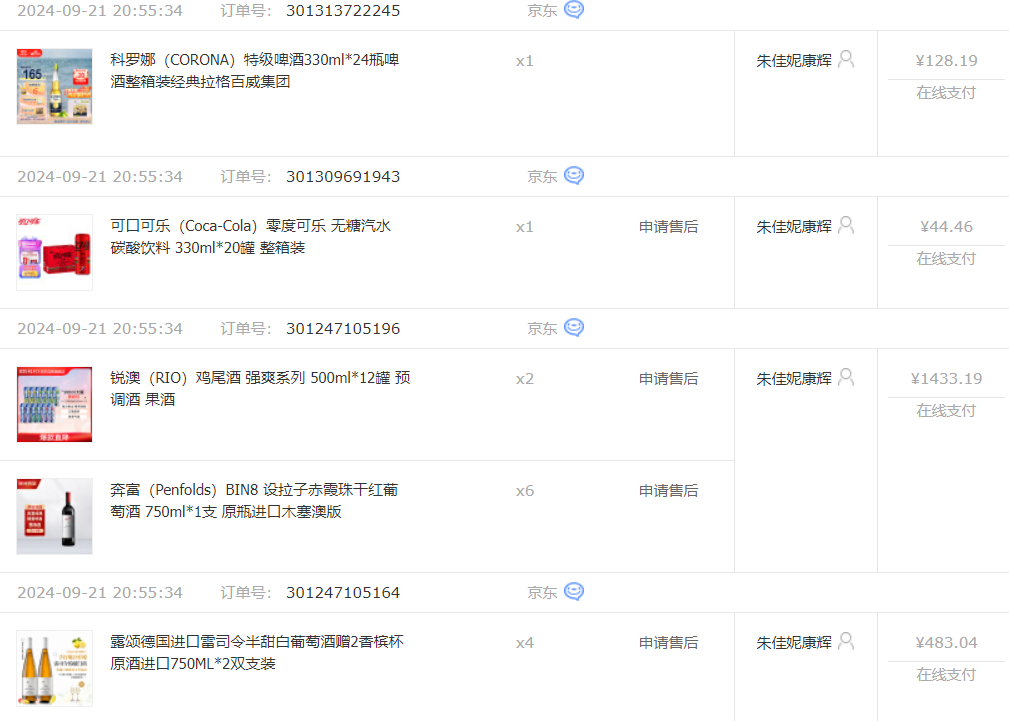 2024-09-21 20:55:34 订单号: 301313722245 京东
165
科罗娜（CORONA）特级啤酒330ml*24瓶啤
酒整箱装经典拉格百威集团
x1
朱佳妮康辉
¥128.19
在线支付
2024-09-21 20:55:34 订单号: 301309691943 京东
可口可乐（Coca-Cola）零度可乐 无糖汽水
碳酸饮料 330ml*20罐 整箱装
x1
申请售后
朱佳妮康辉
¥44.46
在线支付
2024-09-21 20:55:34 订单号: 301247105196 京东
锐澳（RIO）鸡尾酒 强爽系列 500ml*12罐 预
调酒 果酒
x2
申请售后
朱佳妮康辉
¥1433.19
在线支付
奔富（Penfolds）BIN8 设拉子赤霞珠干红葡
萄酒 750ml*1支 原瓶进口木塞澳版
x6
申请售后
2024-09-21 20:55:34 订单号: 301247105164 京东
露颂德国进口雷司令半甜白葡萄酒赠2香槟杯
原酒进口750ML*2双支装
x4
申请售后
朱佳妮康辉
¥483.04
在线支付